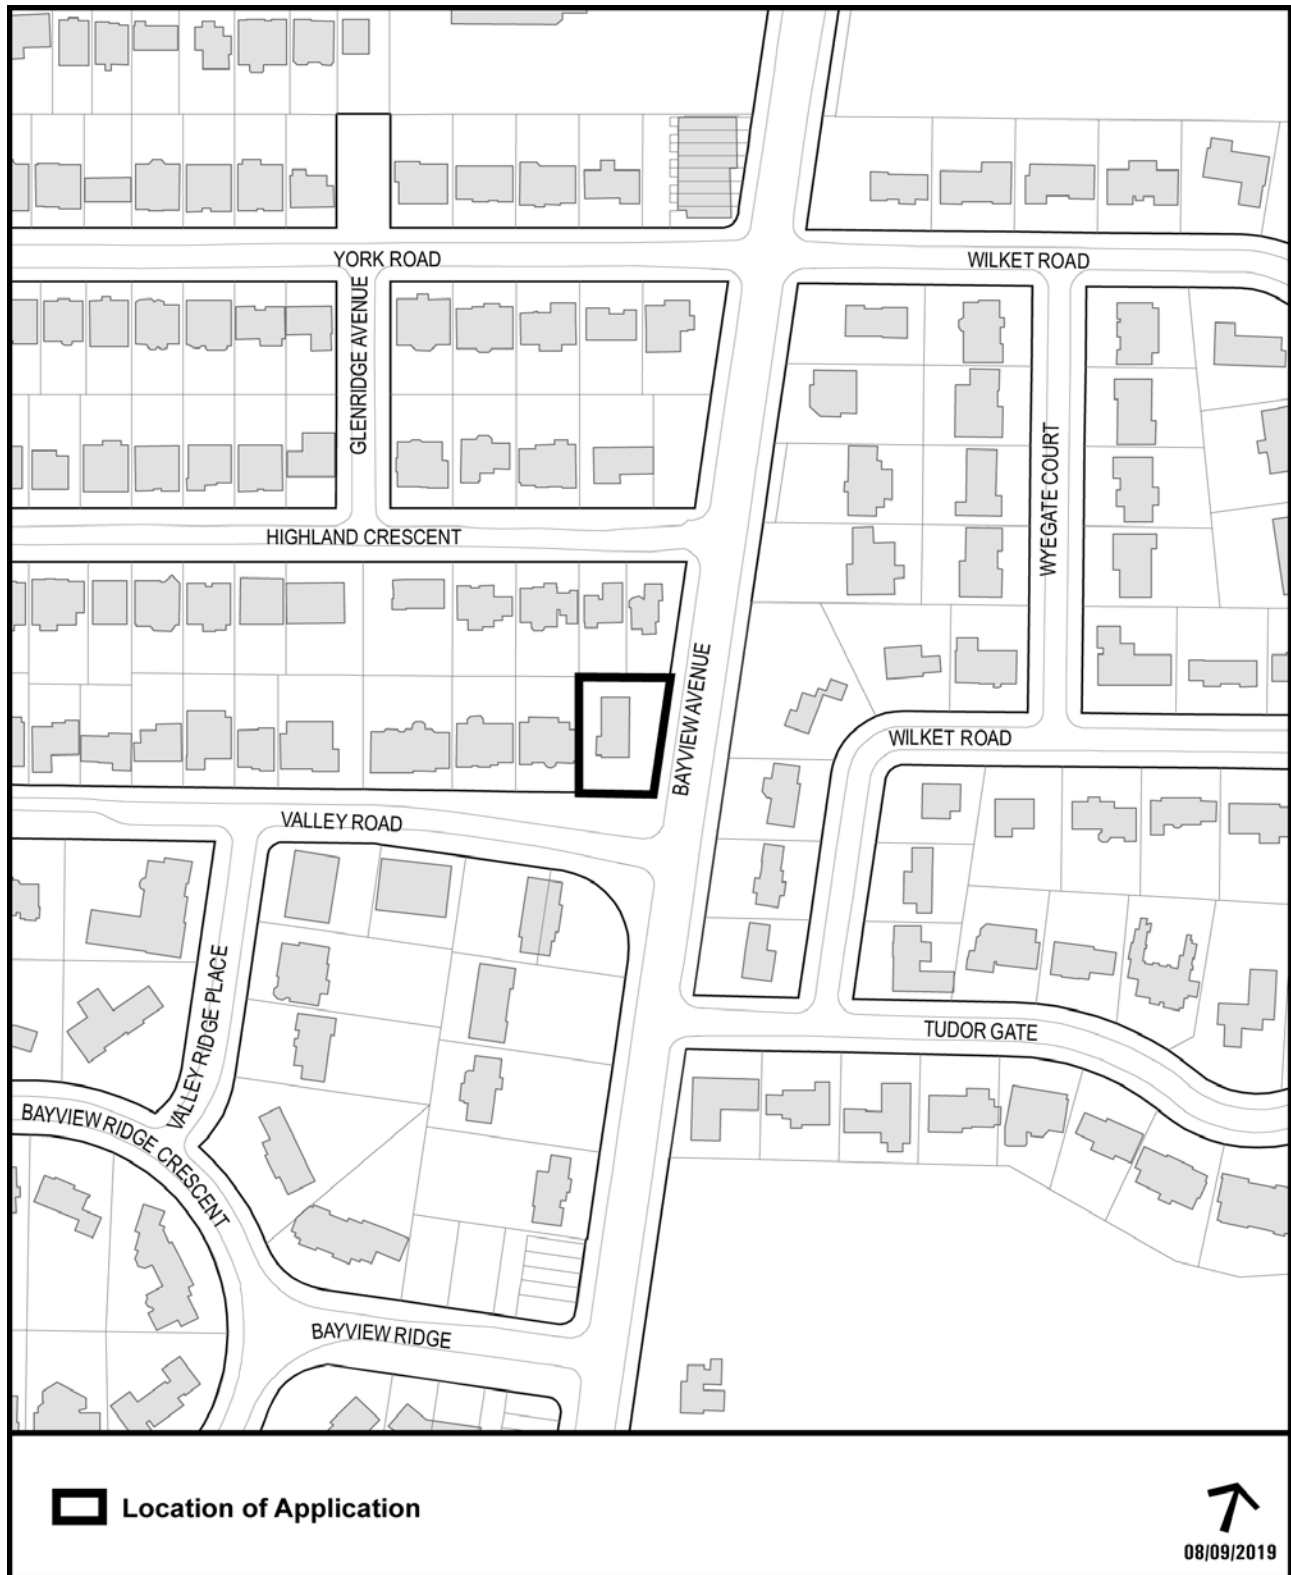 YORK ROAD
WILKET ROAD
GLENRIDGE AVENUE
WYEGATE COURT
HIGHLAND CRESCENT
BAYVIEW AVENUE
WILKET ROAD
VALLEY ROAD
VALLEY RIDGE PLACE
TUDOR GATE
BAYVIEW RIDGE CRESCENT
BAYVIEW RIDGE
Location of Application
08/09/2019